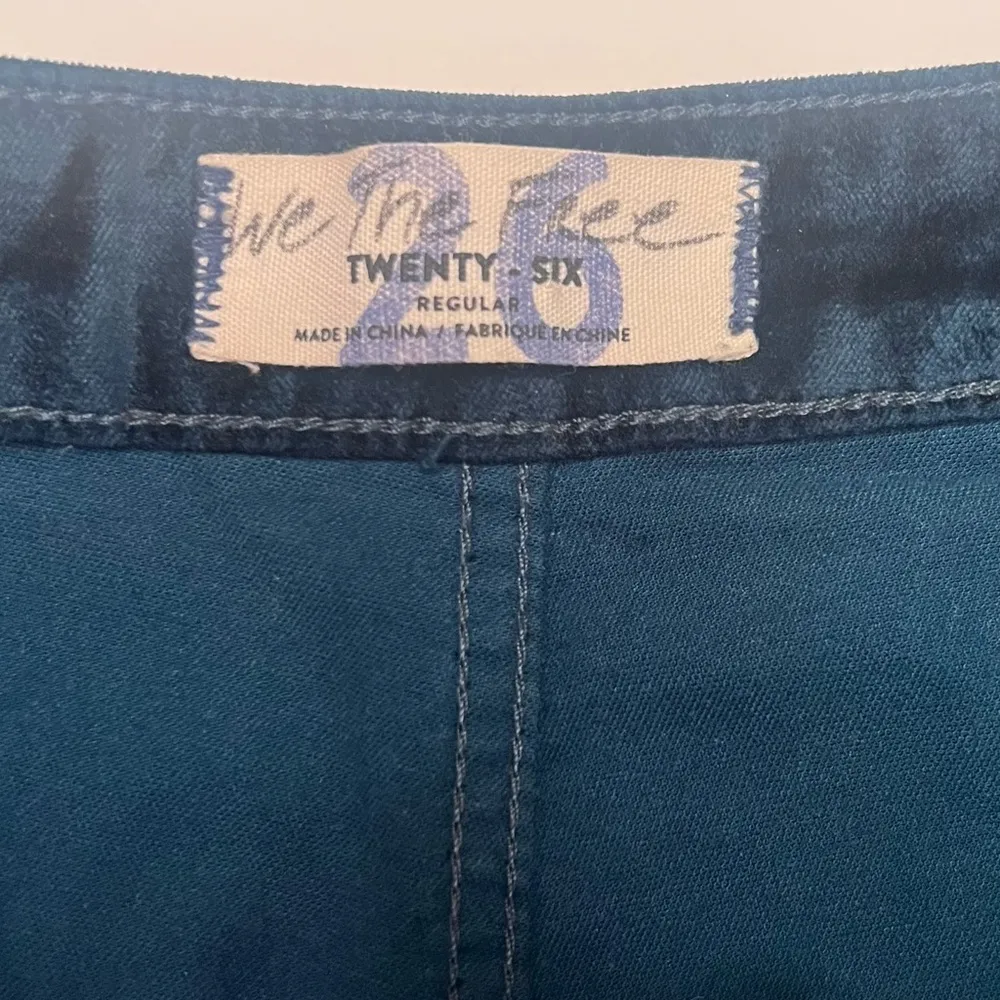 We The Free
26
TWENTY - SIX
REGULAR
MADE IN CHINA / FABRIQUÉ EN CHINE